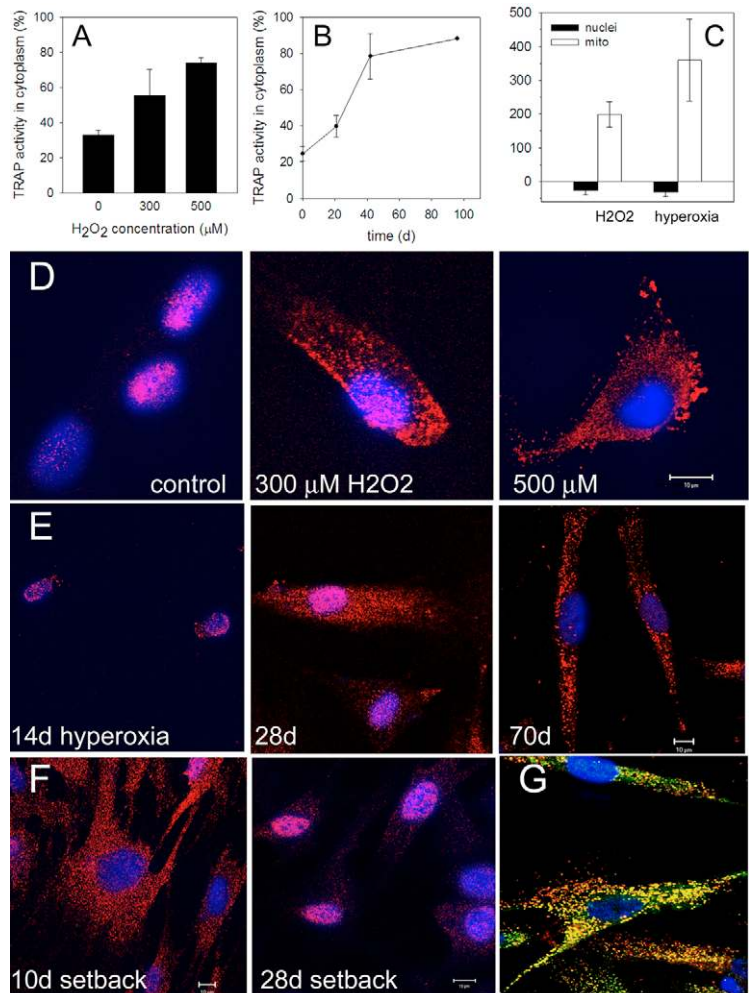 A
TRAP activity in cytoplasm (%)
100
80
60
40
20
0
0 300 500
H2O2 concentration (µM)
B
TRAP activity in cytoplasm (%)
100
80
60
40
20
0
0 20 40 60 80 100
time (d)
C
nuclei
mito
500
400
300
200
100
0
H2O2 hyperoxia
D
control
300 µM H2O2
500 µM
10 µm
E
14d hyperoxia
28d
70d
10 µm
F
10d setback
28d setback
10 µm
G